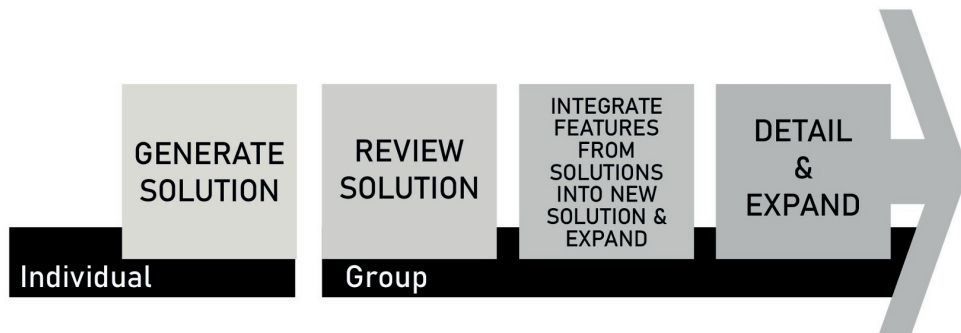 GENERATE
SOLUTION
REVIEW
SOLUTION
INTEGRATE
FEATURES
FROM
SOLUTIONS
INTO NEW
SOLUTION &
EXPAND
DETAIL
&
EXPAND
Individual
Group